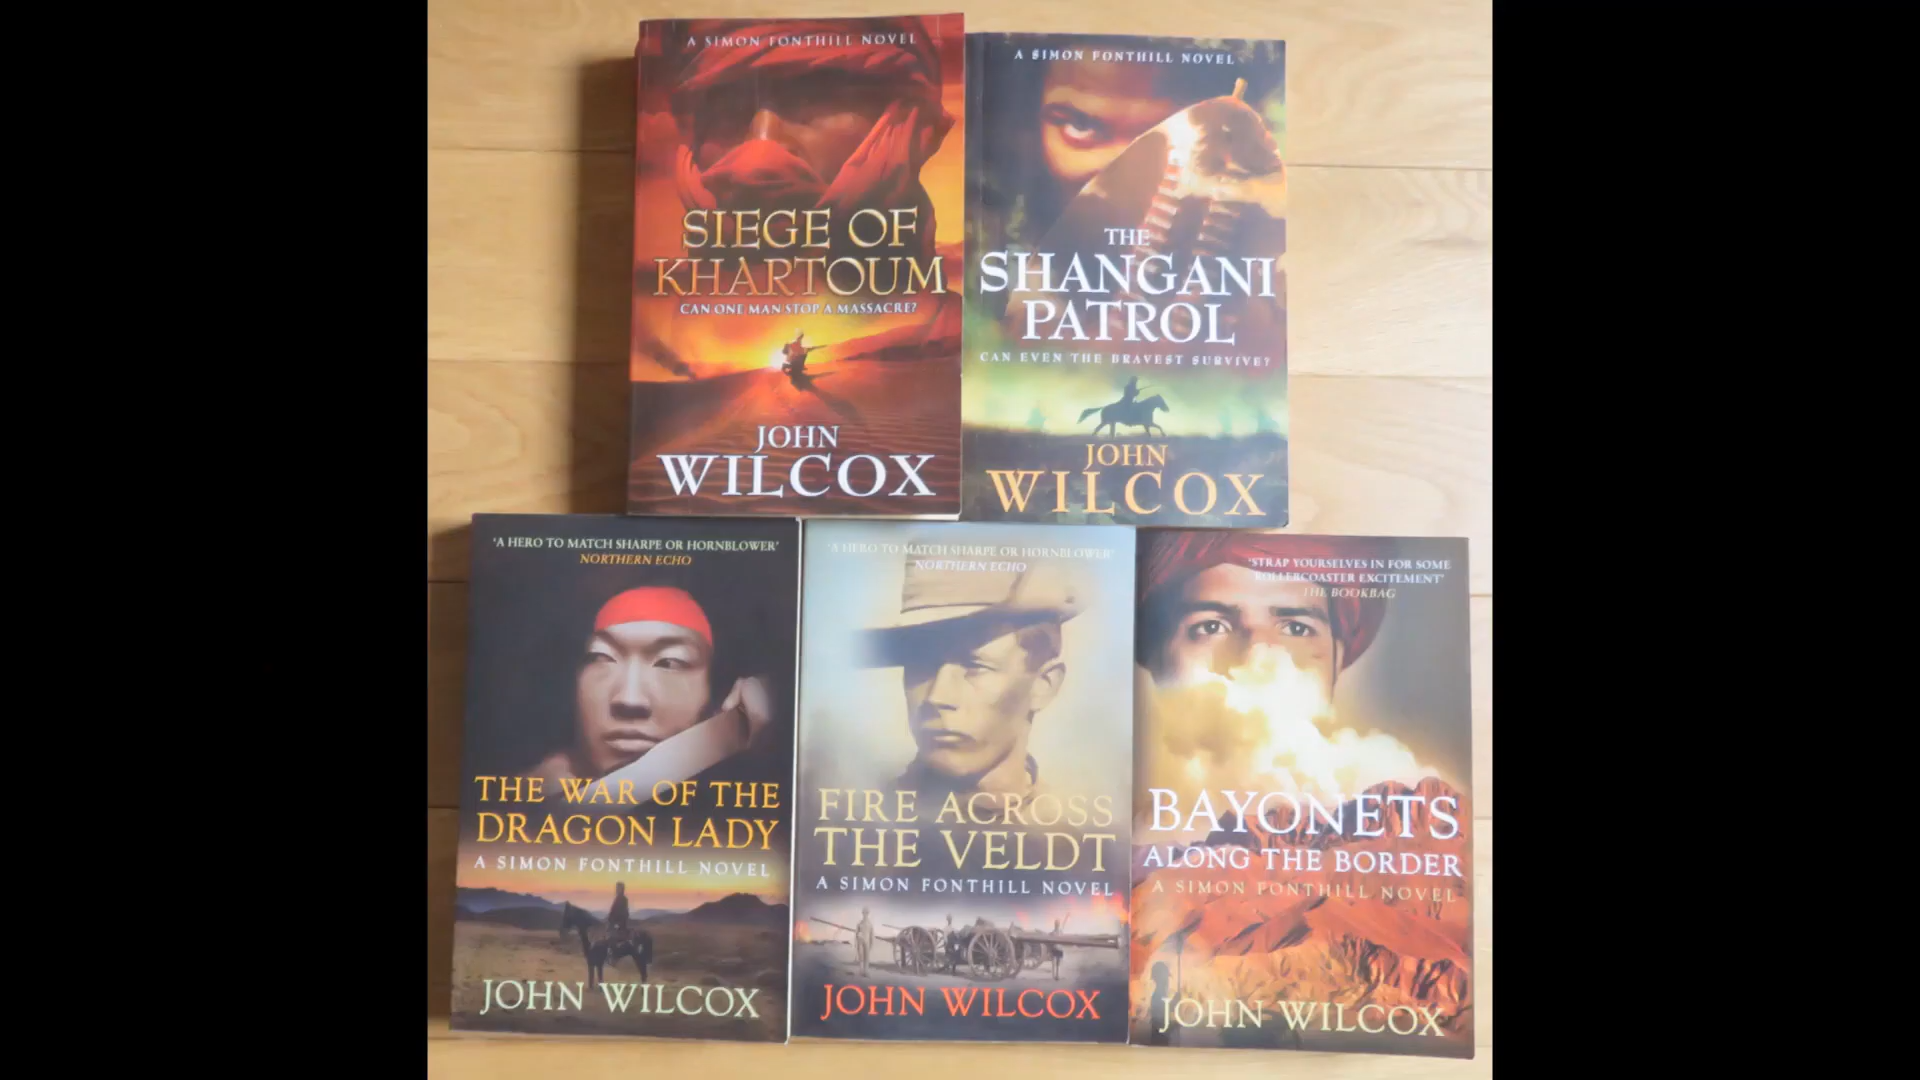 A SIMON FONTHILL NOVEL
SIEGE OF
KHARTOUM
CAN ONE MAN STOP A MASSACRE?
JOHN
WILCOX
A SIMON FONTHILL NOVEL
THE
SHANGANI
PATROL
CAN EVEN THE BRAVEST SURVIVE?
JOHN
WILCOX
'A HERO TO MATCH SHARPE OR HORNBLOWER'
NORTHERN ECHO
THE WAR OF THE
DRAGON LADY
A SIMON FONTHILL NOVEL
JOHN WILCOX
'A HERO TO MATCH SHARPE OR HORNBLOWER'
NORTHERN ECHO
FIRE ACROSS
THE VELDT
A SIMON FONTHILL NOVEL
JOHN WILCOX
'STRAP YOURSELVES IN FOR SOME
ROLLERCOASTER EXCITEMENT'
THE BOOKBAG
BAYONETS
ALONG THE BORDER
A SIMON FONTHILL NOVEL
JOHN WILCOX